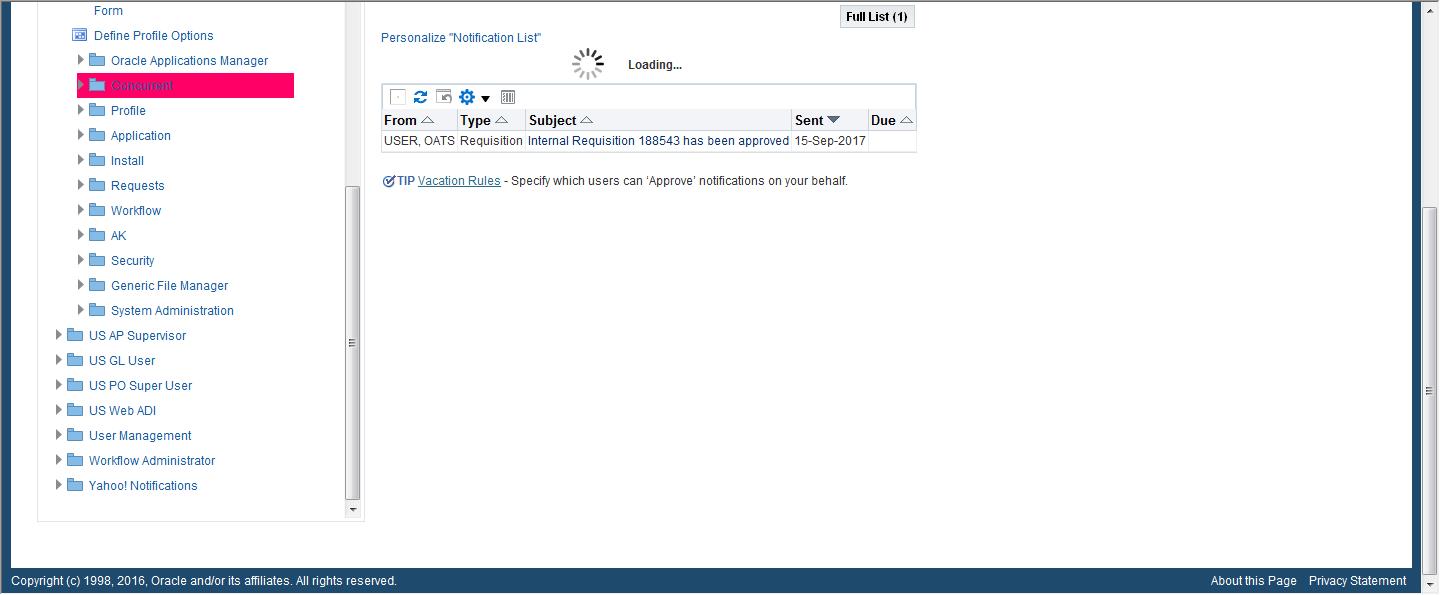 Form
Define Profile Options
Oracle Applications Manager
Concurrent
Profile
Application
Install
Requests
Workflow
AK
Security
Generic File Manager
System Administration
US AP Supervisor
US GL User
US PO Super User
US Web ADI
User Management
Workflow Administrator
Yahoo! Notifications
Full List (1)
Personalize "Notification List"
Loading...
From Type Subject Sent Due
USER, OATS Requisition Internal Requisition 188543 has been approved 15-Sep-2017
TIP Vacation Rules - Specify which users can ‘Approve’ notifications on your behalf.
Copyright (c) 1998, 2016, Oracle and/or its affiliates. All rights reserved.
About this Page Privacy Statement